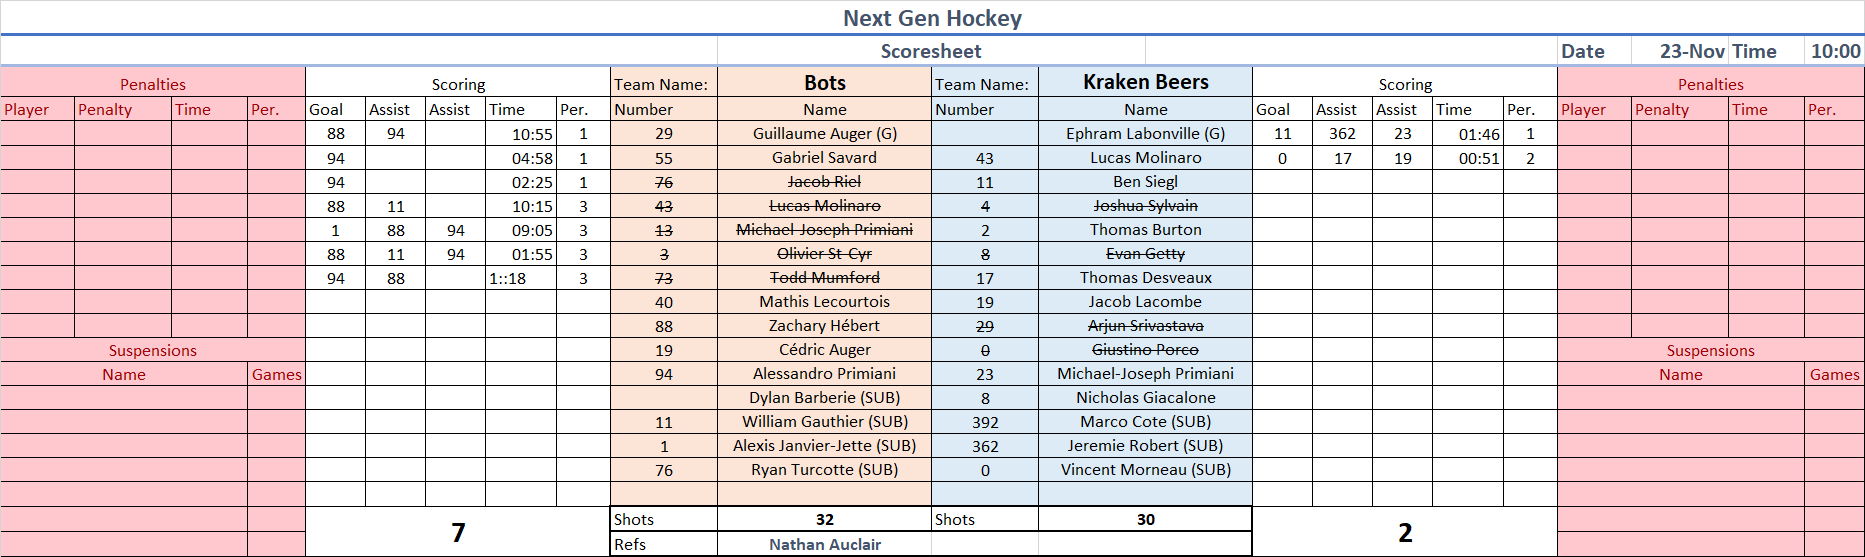 Next Gen Hockey
Scoresheet Date 23-Nov Time 10:00
Penalties Scoring Team Name: Bots Team Name: Kraken Beers Scoring Penalties
Player Penalty Time Per. Goal Assist Assist Time Per. Number Name Number Name Goal Assist Assist Time Per. Player Penalty Time Per.
88 94 10:55 1 29 Guillaume Auger (G) Ephram Labonville (G) 11 362 23 01:46 1
94 04:58 1 55 Gabriel Savard 43 Lucas Molinaro 0 17 19 00:51 2
94 02:25 1 76 Jacob Riel 11 Ben Siegl
88 11 10:15 3 43 Lucas Molinaro 4 Joshua Sylvain
1 88 94 09:05 3 13 Michael-Joseph Primiani 2 Thomas Burton
88 11 94 01:55 3 3 Olivier St-Cyr 8 Evan Getty
94 88 1::18 3 73 Todd Mumford 17 Thomas Desveaux
40 Mathis Lecourtois 19 Jacob Lacombe
88 Zachary Hébert 29 Arjun Srivastava
Suspensions 19 Cédric Auger 0 Giustino Porco Suspensions
Name Games 94 Alessandro Primiani 23 Michael-Joseph Primiani Name Games
Dylan Barberie (SUB) 8 Nicholas Giacalone
11 William Gauthier (SUB) 392 Marco Cote (SUB)
1 Alexis Janvier-Jette (SUB) 362 Jeremie Robert (SUB)
76 Ryan Turcotte (SUB) 0 Vincent Morneau (SUB)
7 Shots 32 Shots 30 2
Refs Nathan Auclair